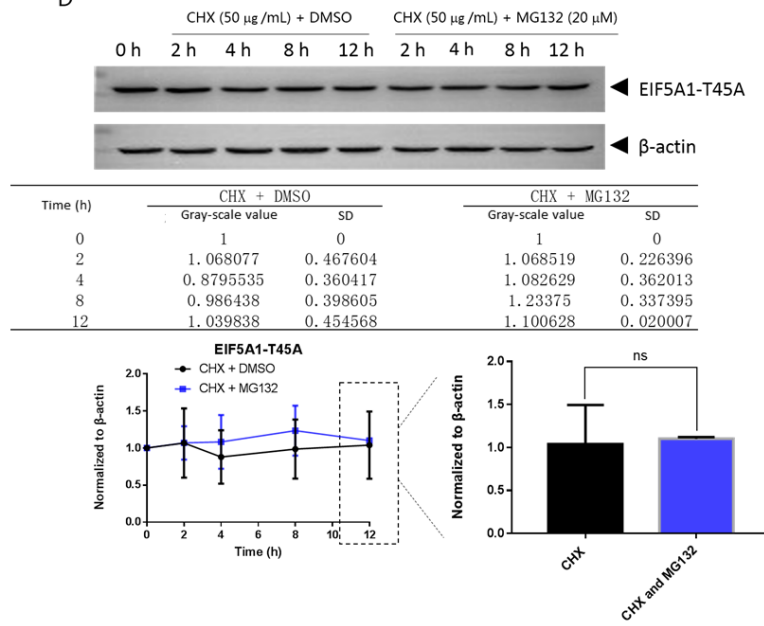 D
CHX (50 μg /mL) + DMSO CHX (50 μg /mL) + MG132 (20 μM)
0 h 2 h 4 h 8 h 12 h 2 h 4 h 8 h 12 h
EIF5A1-T45A
β-actin
Time (h) CHX + DMSO CHX + MG132
Gray-scale value SD Gray-scale value SD
0 1 0 1 0
2 1.068077 0.467604 1.068519 0.226396
4 0.8795535 0.360417 1.082629 0.362013
8 0.986438 0.398605 1.23375 0.337395
12 1.039838 0.454568 1.100628 0.020007
EIF5A1-T45A
CHX + DMSO
CHX + MG132
Normalized to β-actin
2.0
1.5
1.0
0.5
0.0
0 2 4 6 8 10 12
Time (h)
ns
Normalized to β-actin
2.0
1.5
1.0
0.5
0.0
CHX
CHX and MG132